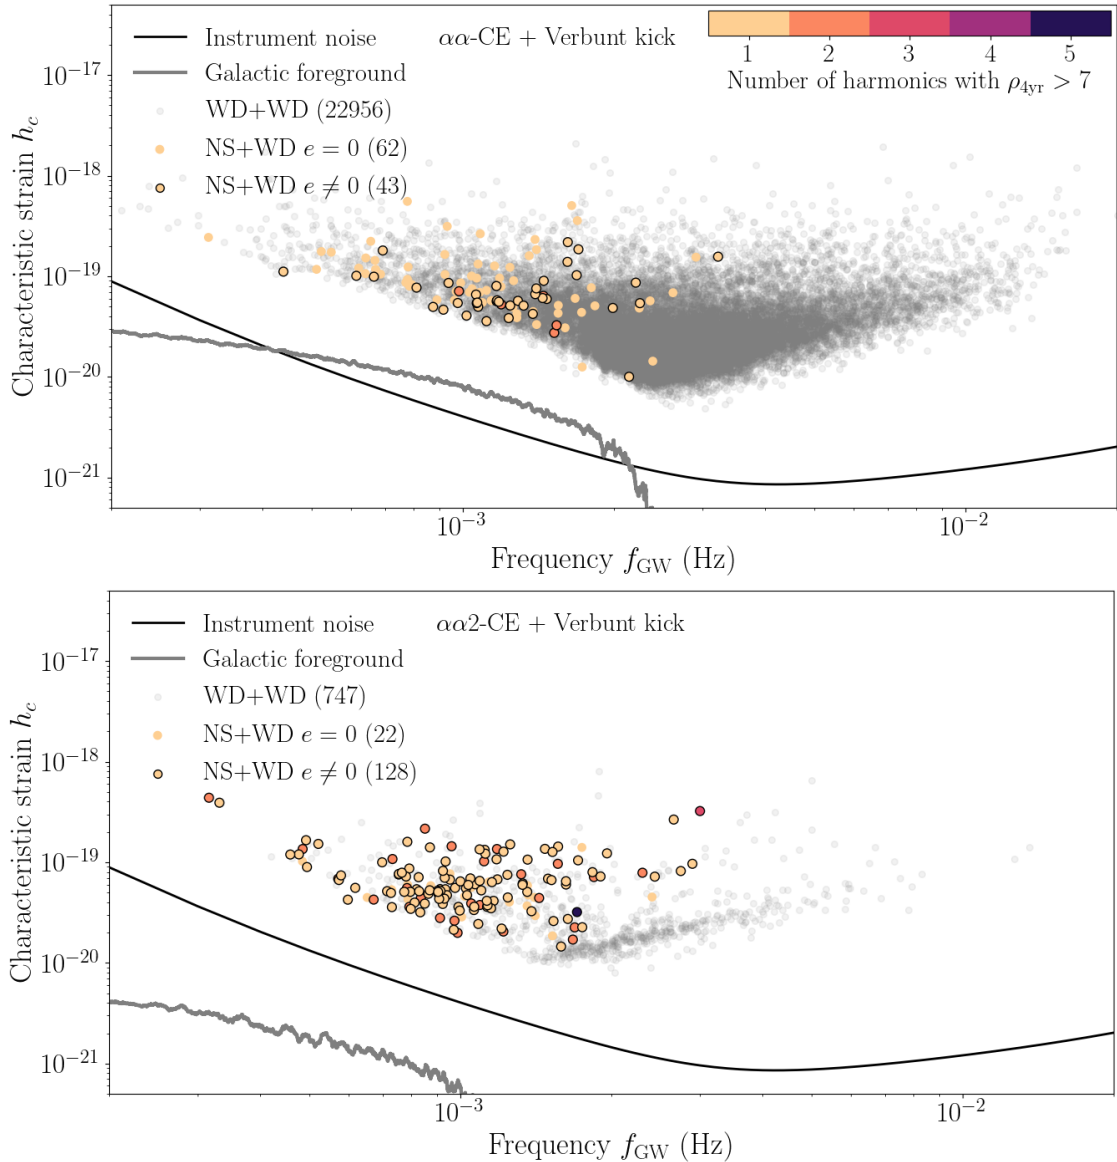 Instrument noise
αα-CE + Verbunt kick
Galactic foreground
WD+WD (22956)
NS+WD e = 0 (62)
NS+WD e ≠ 0 (43)
1 2 3 4 5
Number of harmonics with ρ4yr > 7
10−17
10−18
10−19
10−20
10−21
Characteristic strain hc
10−3
10−2
Frequency fGW (Hz)
Instrument noise
αα2-CE + Verbunt kick
Galactic foreground
WD+WD (747)
NS+WD e = 0 (22)
NS+WD e ≠ 0 (128)
10−17
10−18
10−19
10−20
10−21
Characteristic strain hc
10−3
10−2
Frequency fGW (Hz)